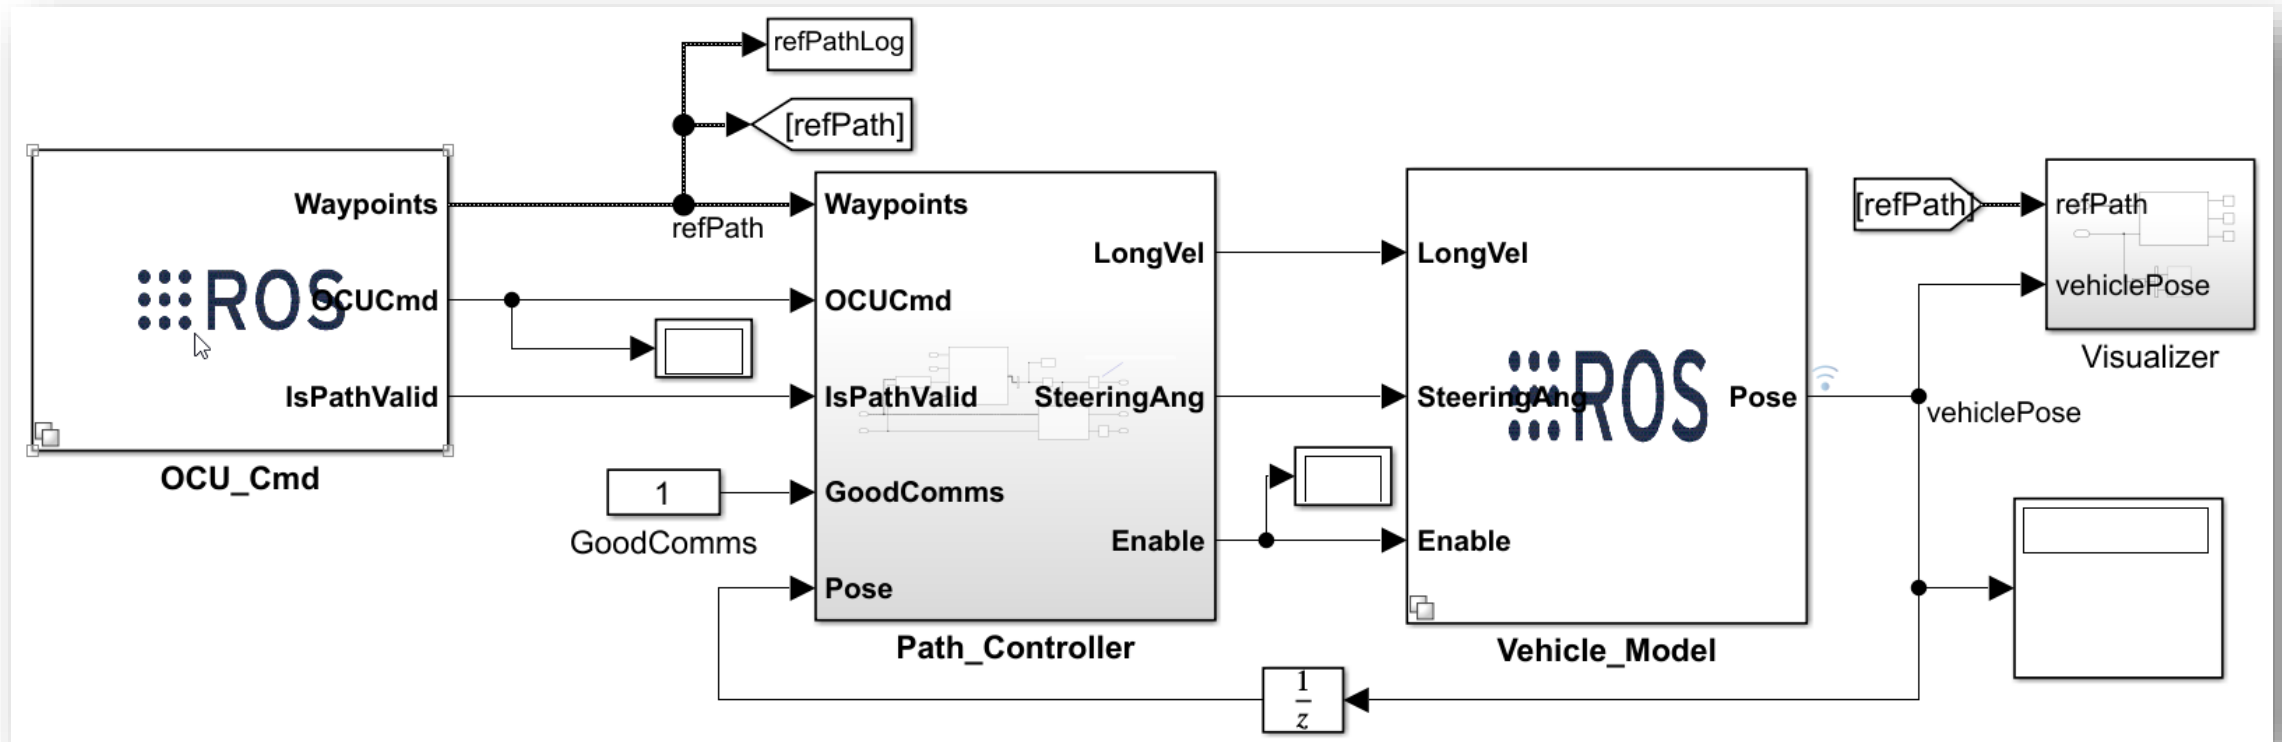 refPathLog
[refPath]
Waypoints
refPath
Waypoints
[refPath]
refPath
LongVel
LongVel
vehiclePose
ROS
OCUCmd
OCUCmd
Visualizer
IsPathValid
IsPathValid
SteeringAng
SteeringAng
ROS
Pose
vehiclePose
OCU_Cmd
1
GoodComms
GoodComms
Enable
Enable
Pose
Path_Controller
Vehicle_Model
1
z